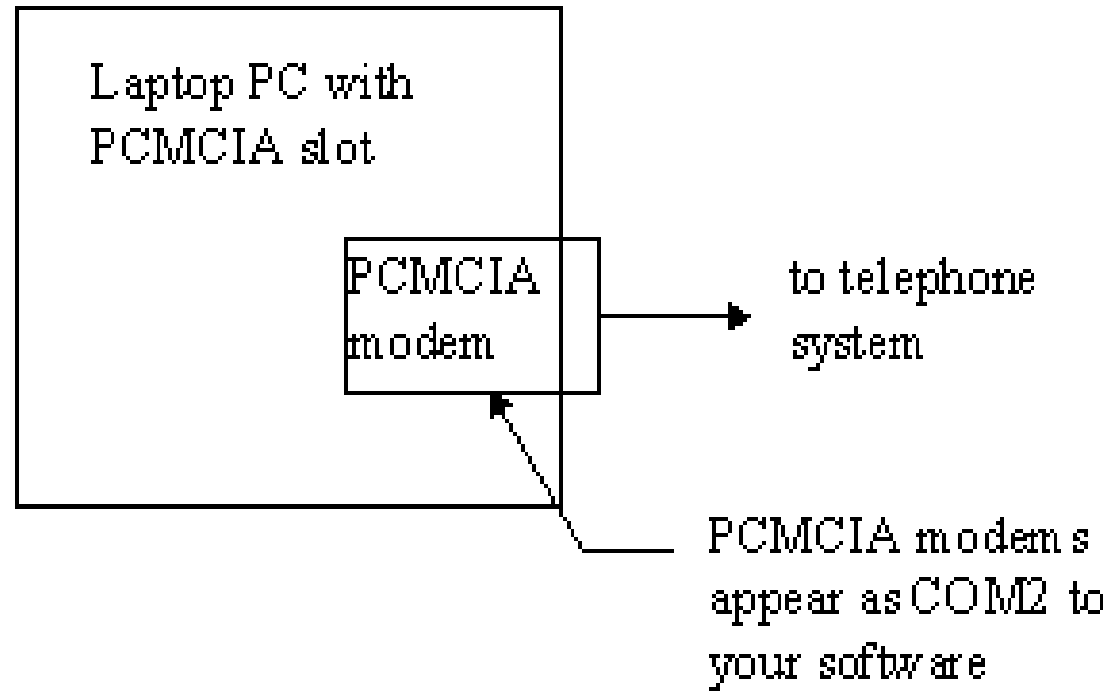 Laptop PC with
PCMCIA slot
PCMCIA
modem
to telephone
system
PCMCIA modems
appear as COM2 to
your software